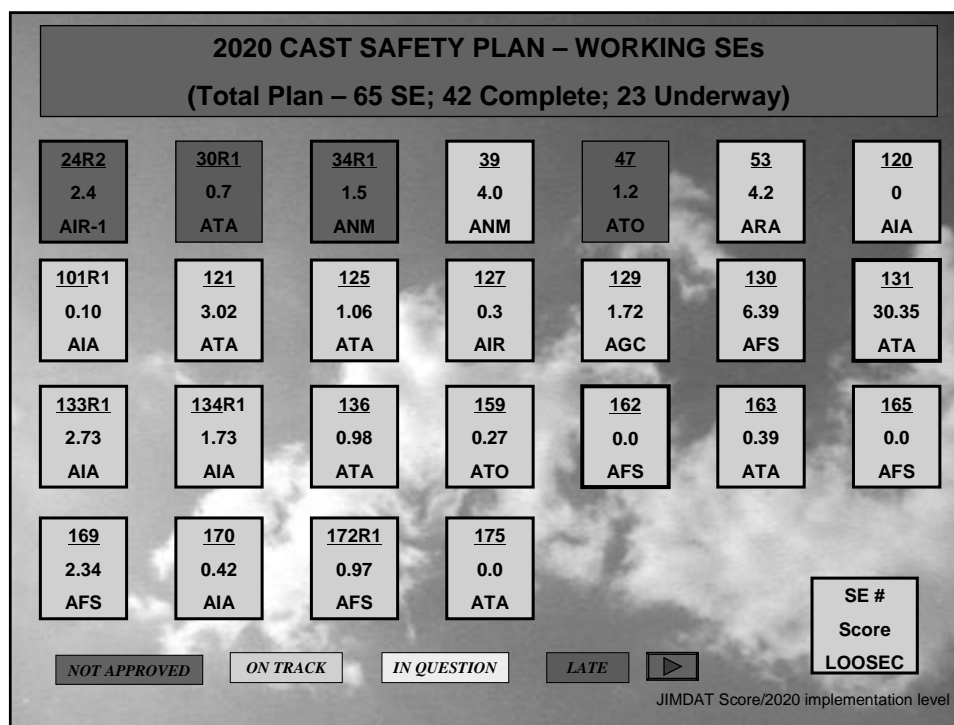 2020 CAST SAFETY PLAN – WORKING SEs
(Total Plan – 65 SE; 42 Complete; 23 Underway)
24R2
2.4
AIR-1
30R1
0.7
ATA
34R1
1.5
ANM
39
4.0
ANM
47
1.2
ATO
53
4.2
ARA
120
0
AIA
101R1
0.10
AIA
121
3.02
ATA
125
1.06
ATA
127
0.3
AIR
129
1.72
AGC
130
6.39
AFS
131
30.35
ATA
133R1
2.73
AIA
134R1
1.73
AIA
136
0.98
ATA
159
0.27
ATO
162
0.0
AFS
163
0.39
ATA
165
0.0
AFS
169
2.34
AFS
170
0.42
AIA
172R1
0.97
AFS
175
0.0
ATA
SE #
Score
LOOSEC
NOT APPROVED
ON TRACK
IN QUESTION
LATE
JIMDAT Score/2020 implementation level